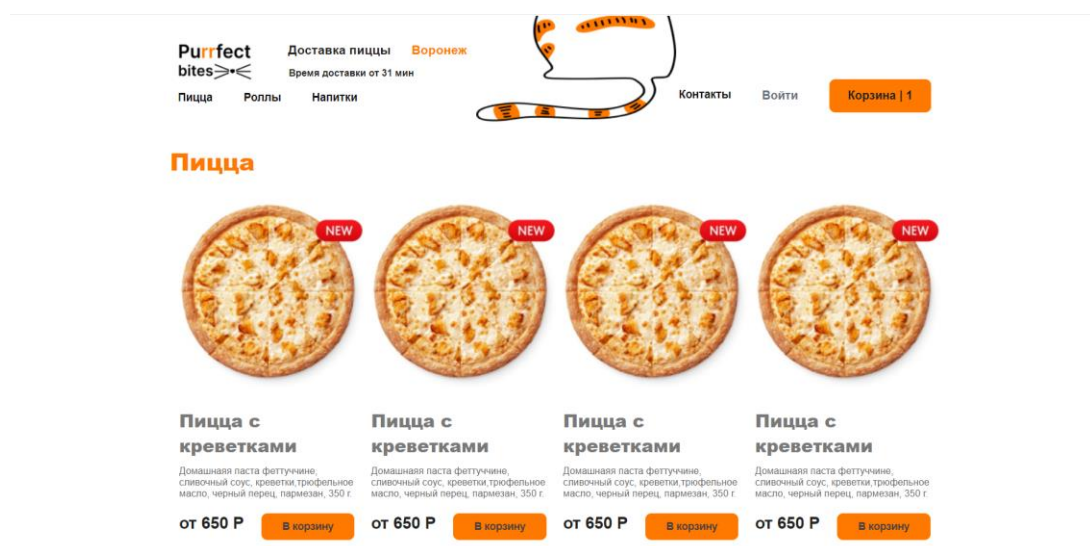 Purrfect
bites
Доставка пиццы Воронеж
Время доставки от 31 мин
Пицца Роллы Напитки
Контакты Войти Корзина | 1
Пицца
NEW NEW NEW NEW
Пицца с Пицца с Пицца с Пицца с
креветками креветками креветками креветками
Домашняяя паста феттуччине, Домашняяя паста феттуччине, Домашняяя паста феттуччине, Домашняяя паста феттуччине,
сливочный соус, креветки,трюфельное сливочный соус, креветки,трюфельное сливочный соус, креветки,трюфельное сливочный соус, креветки,трюфельное
масло, черный перец, пармезан, 350 г. масло, черный перец, пармезан, 350 г. масло, черный перец, пармезан, 350 г. масло, черный перец, пармезан, 350 г.
от 650 Р В корзину от 650 Р В корзину от 650 Р В корзину от 650 Р В корзину